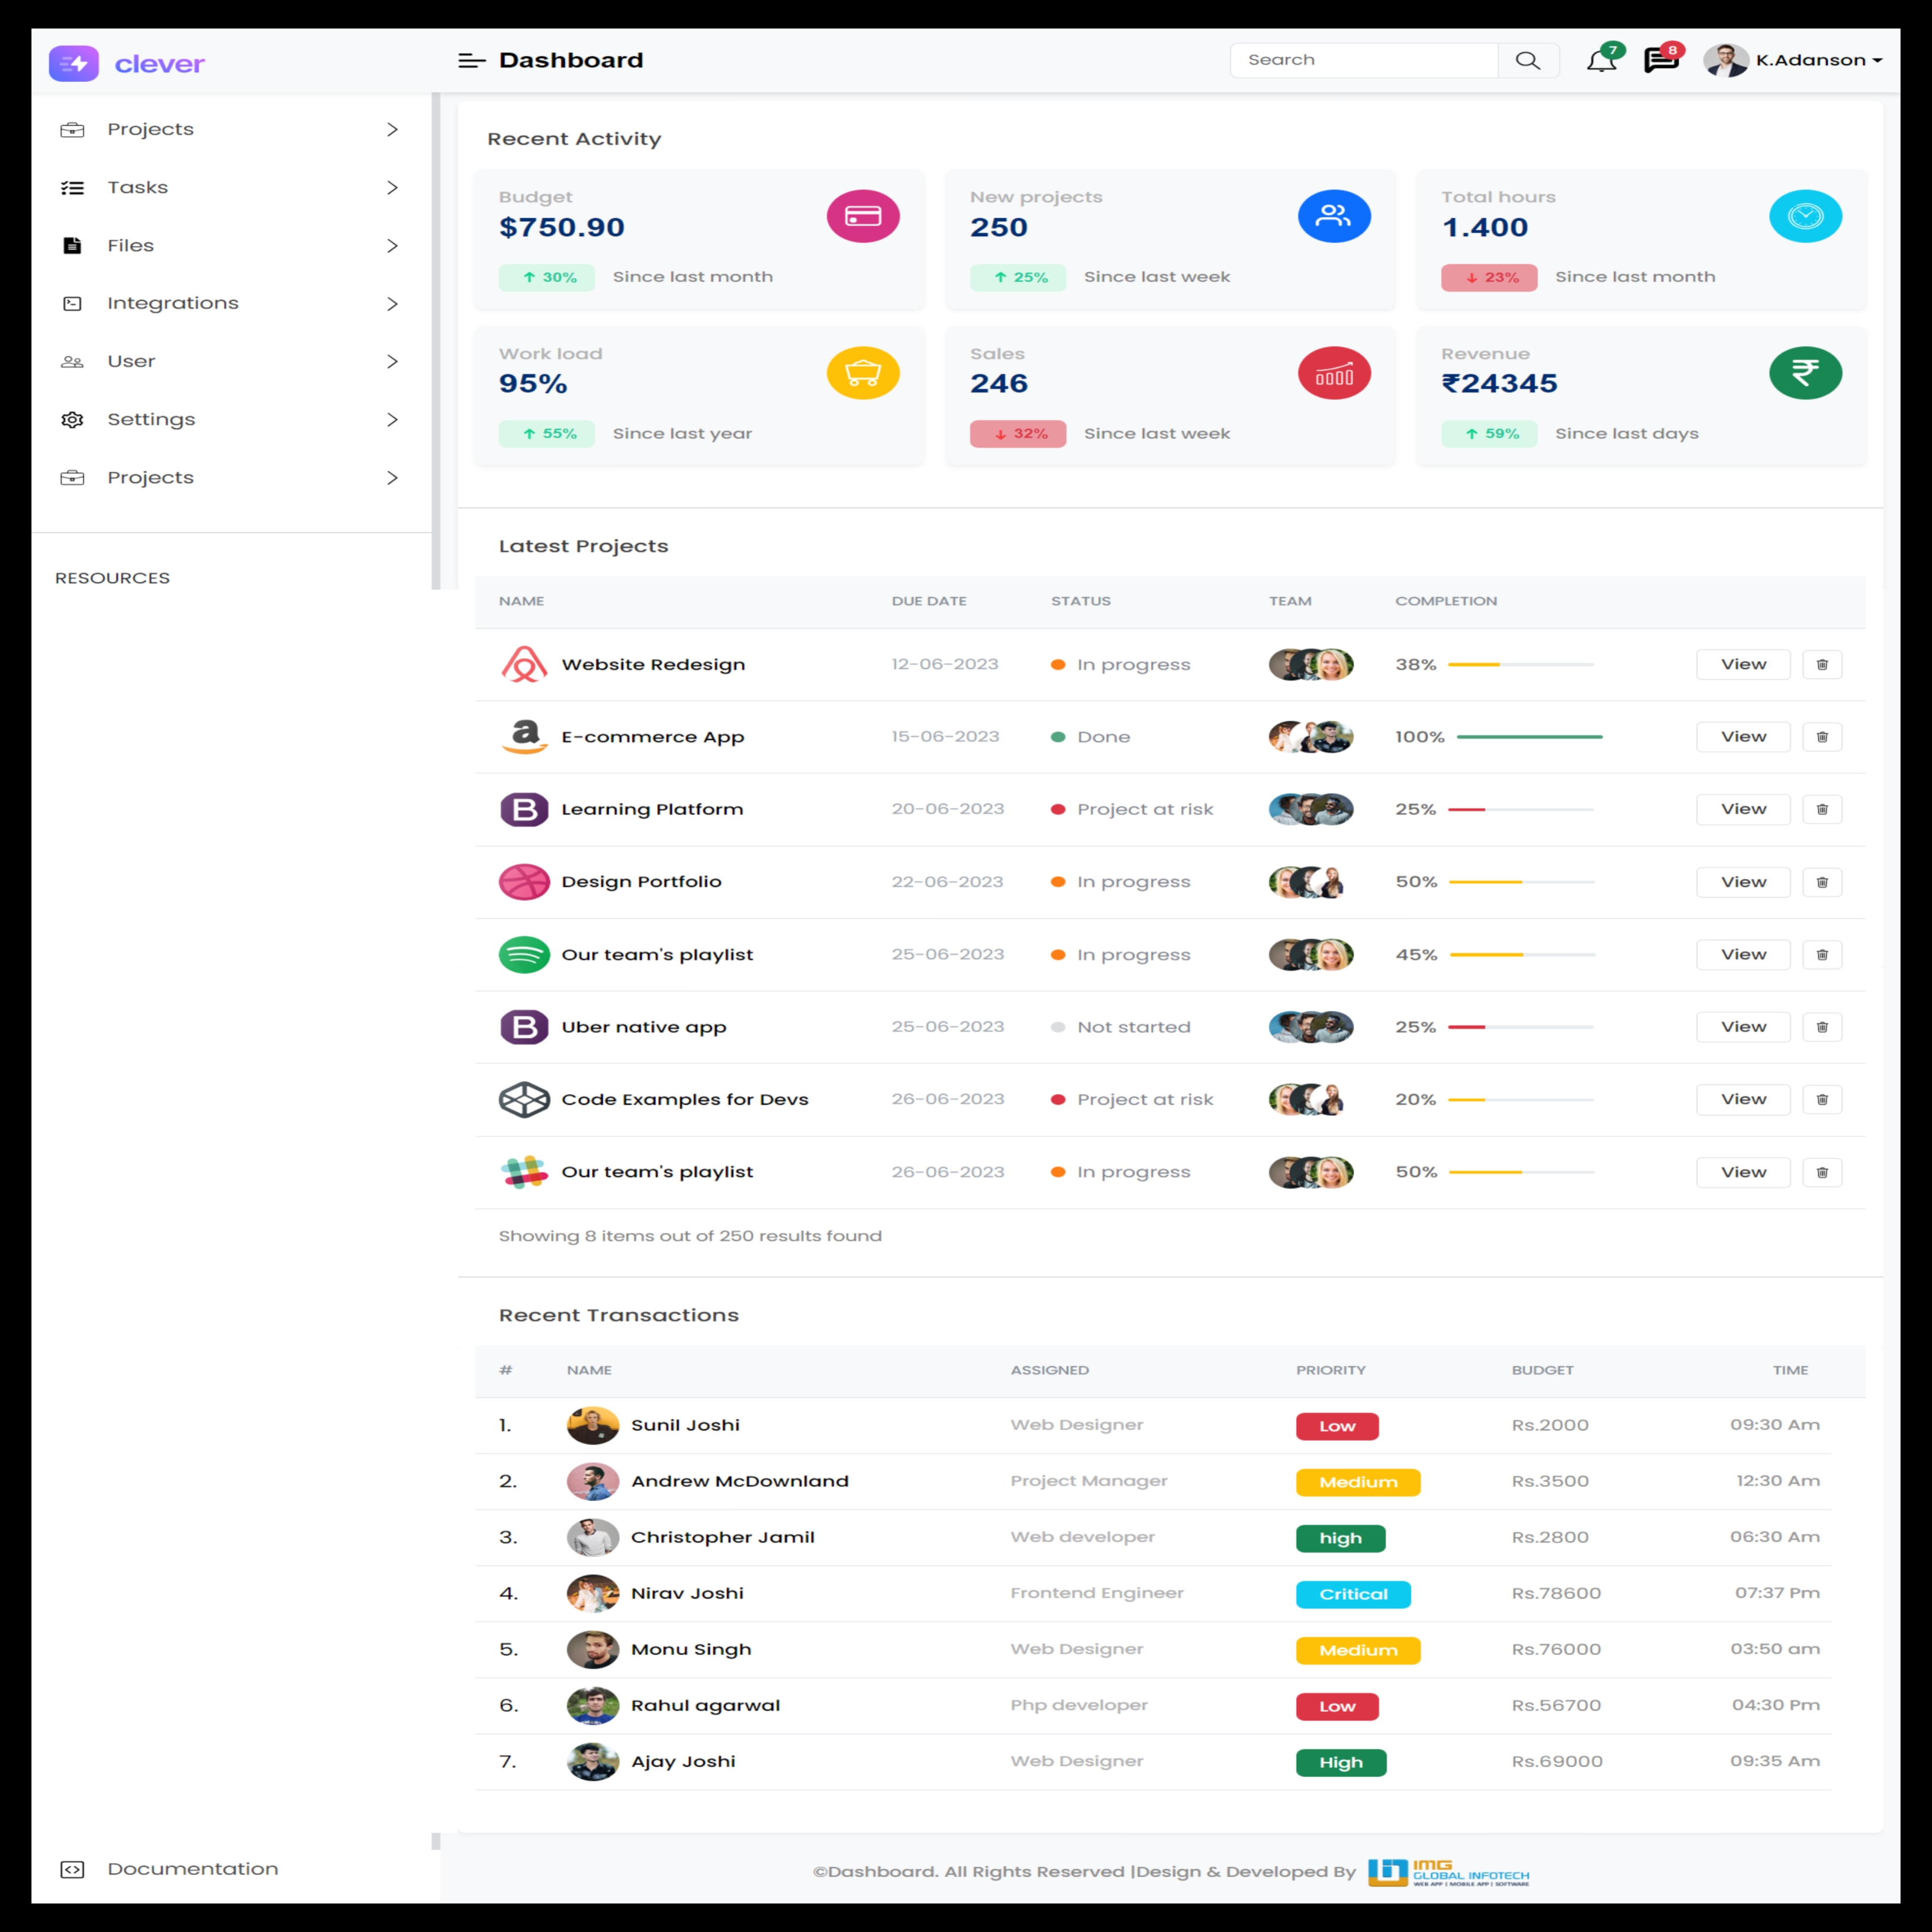 clever
Dashboard
Search
7
8
K.Adanson
Projects
Tasks
Files
Integrations
User
Settings
Projects
RESOURCES
Documentation
Recent Activity
Budget
$750.90
30% Since last month
New projects
250
25% Since last week
Total hours
1.400
23% Since last month
Work load
95%
55% Since last year
Sales
246
32% Since last week
Revenue
₹24345
59% Since last days
Latest Projects
NAME DUE DATE STATUS TEAM COMPLETION
Website Redesign 12-06-2023 In progress 38% View
a E-commerce App 15-06-2023 Done 100% View
B Learning Platform 20-06-2023 Project at risk 25% View
Design Portfolio 22-06-2023 In progress 50% View
Our team's playlist 25-06-2023 In progress 45% View
B Uber native app 25-06-2023 Not started 25% View
Code Examples for Devs 26-06-2023 Project at risk 20% View
Our team's playlist 26-06-2023 In progress 50% View
Showing 8 items out of 250 results found
Recent Transactions
# NAME ASSIGNED PRIORITY BUDGET TIME
1. Sunil Joshi Web Designer Low Rs.2000 09:30 Am
2. Andrew McDownland Project Manager Medium Rs.3500 12:30 Am
3. Christopher Jamil Web developer high Rs.2800 06:30 Am
4. Nirav Joshi Frontend Engineer Critical Rs.78600 07:37 Pm
5. Monu Singh Web Designer Medium Rs.76000 03:50 am
6. Rahul agarwal Php developer Low Rs.56700 04:30 Pm
7. Ajay Joshi Web Designer High Rs.69000 09:35 Am
©Dashboard. All Rights Reserved |Design & Developed By
IMG
GLOBAL INFOTECH
WEB APP | MOBILE APP | SOFTWARE